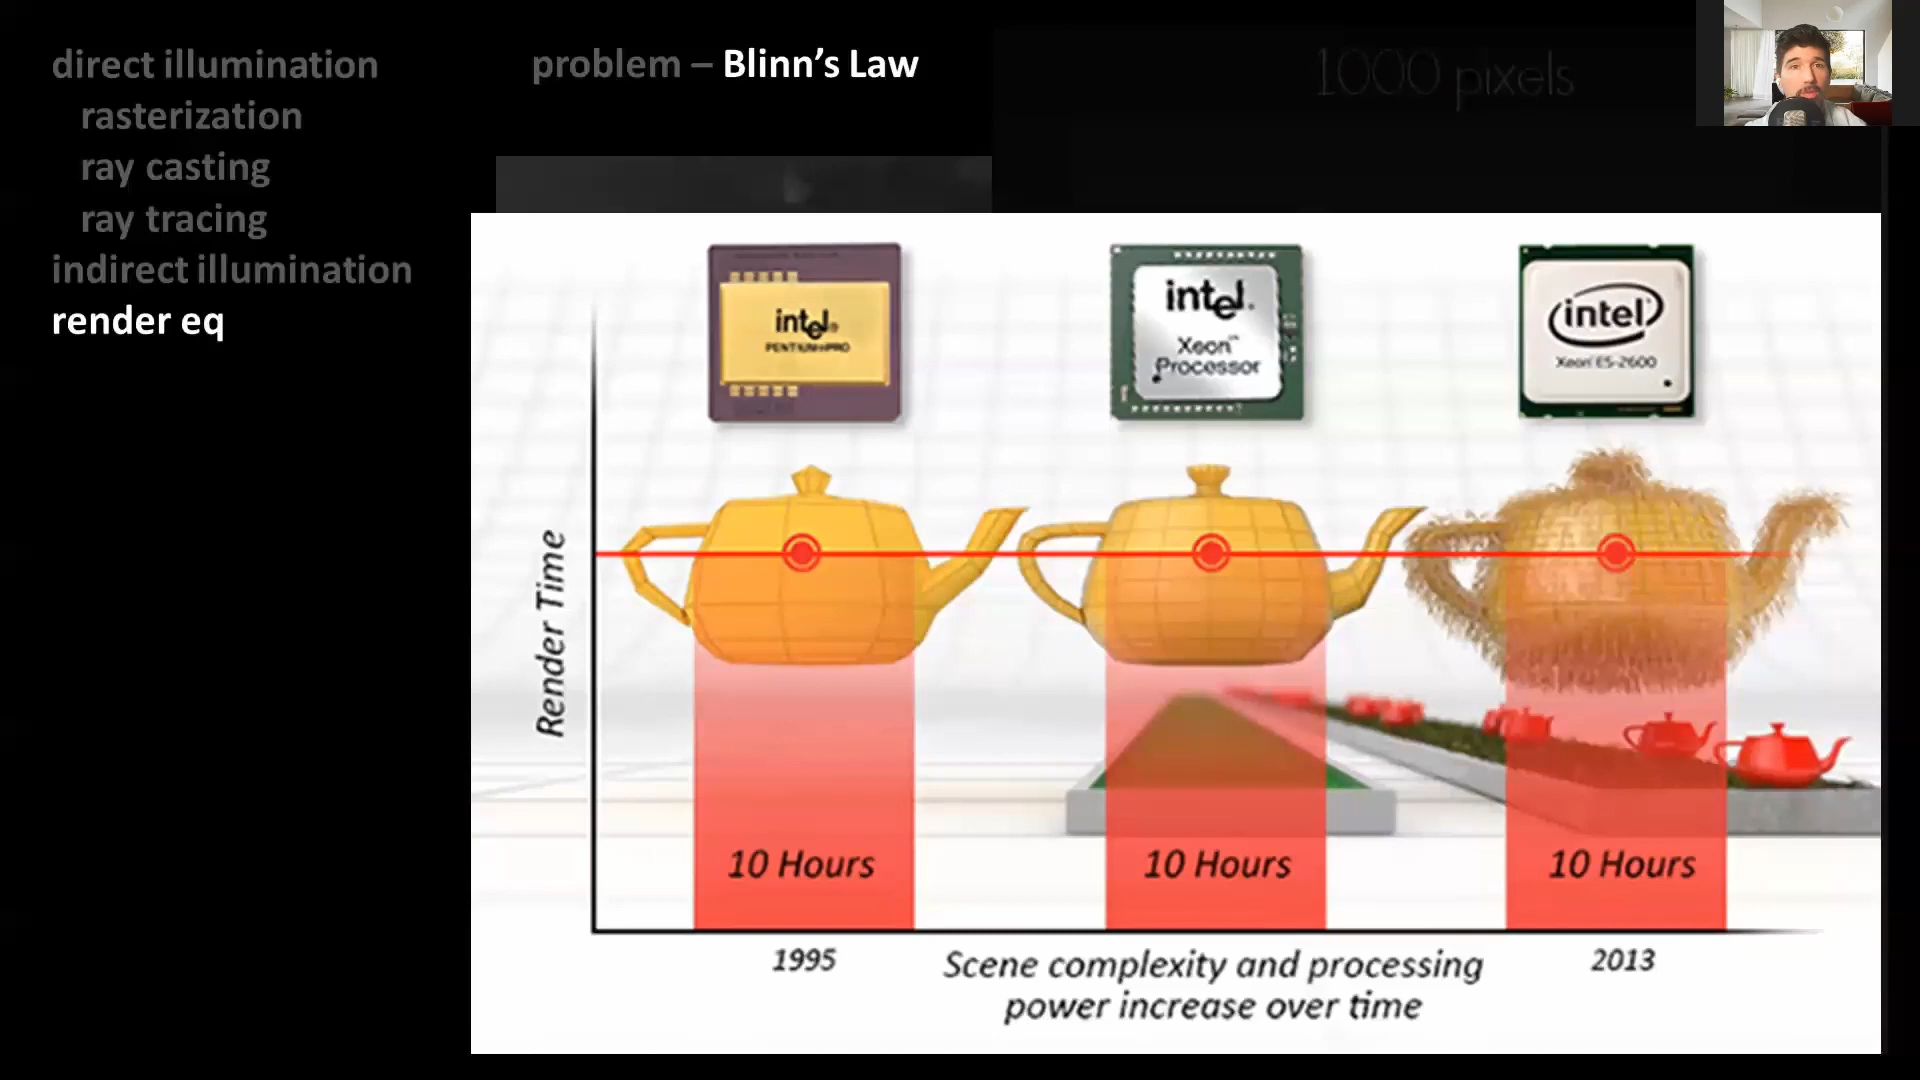 direct illumination
rasterization
ray casting
ray tracing
indirect illumination
render eq
problem – Blinn’s Law
1000 pixels
intel®
PENTIUM®PRO
intel.
Xeon™
Processor
intel
Xeon® E5-2600
Render Time
10 Hours
10 Hours
10 Hours
1995
Scene complexity and processing
power increase over time
2013